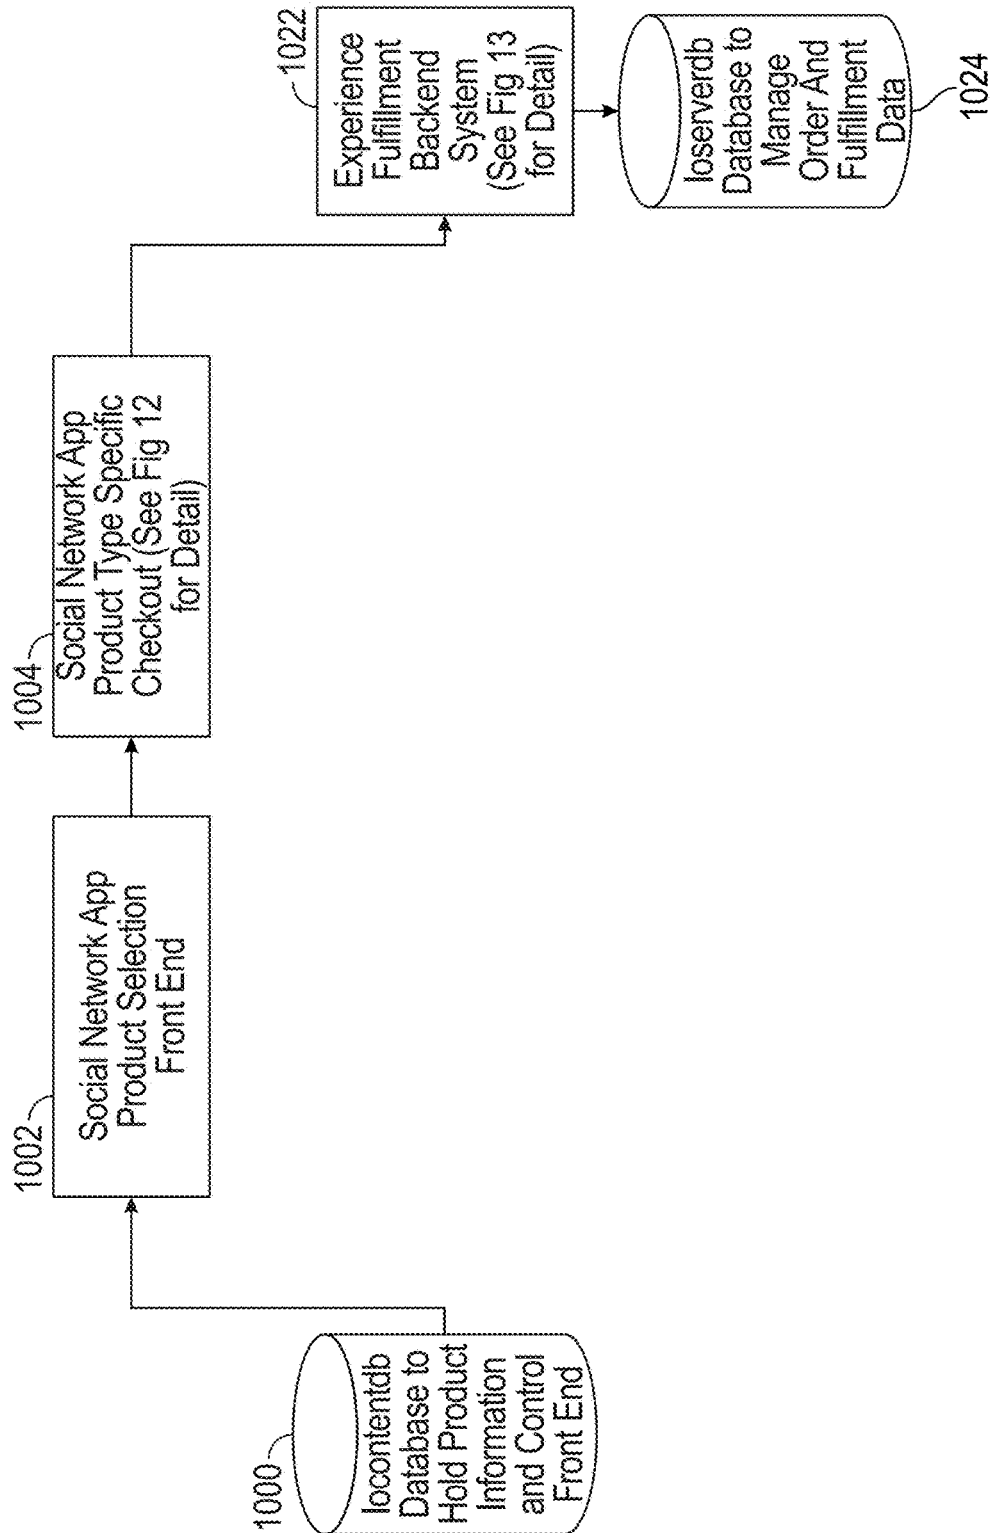 1000
Iocontentdb
Database to
Hold Product
Information
and Control
Front End
1002
Social Network App
Product Selection
Front End
1004
Social Network App
Product Type Specific
Checkout (See Fig 12
for Detail)
1022
Experience
Fulfillment
Backend
System
(See Fig 13
for Detail)
Ioserverdb
Database to
Manage
Order And
Fulfillment
Data
1024